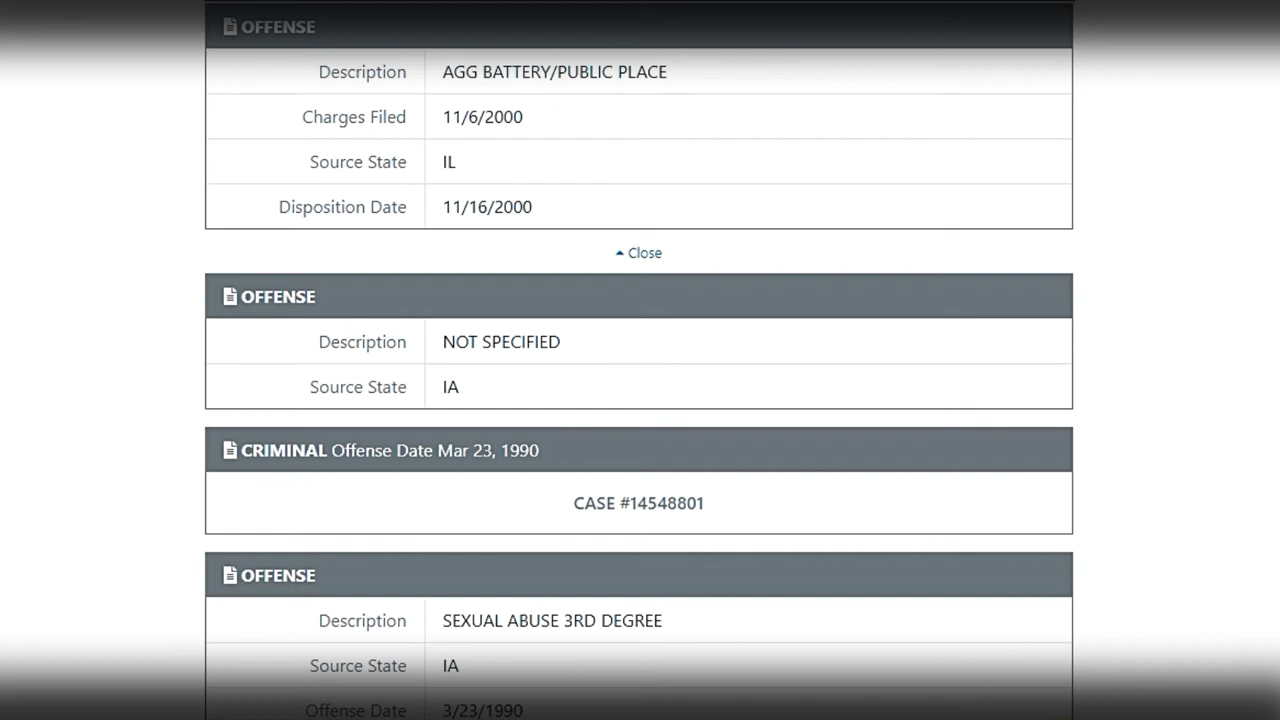 OFFENSE
Description AGG BATTERY/PUBLIC PLACE
Charges Filed 11/6/2000
Source State IL
Disposition Date 11/16/2000
Close
OFFENSE
Description NOT SPECIFIED
Source State IA
CRIMINAL Offense Date Mar 23, 1990
CASE #14548801
OFFENSE
Description SEXUAL ABUSE 3RD DEGREE
Source State IA
Offense Date 3/23/1990